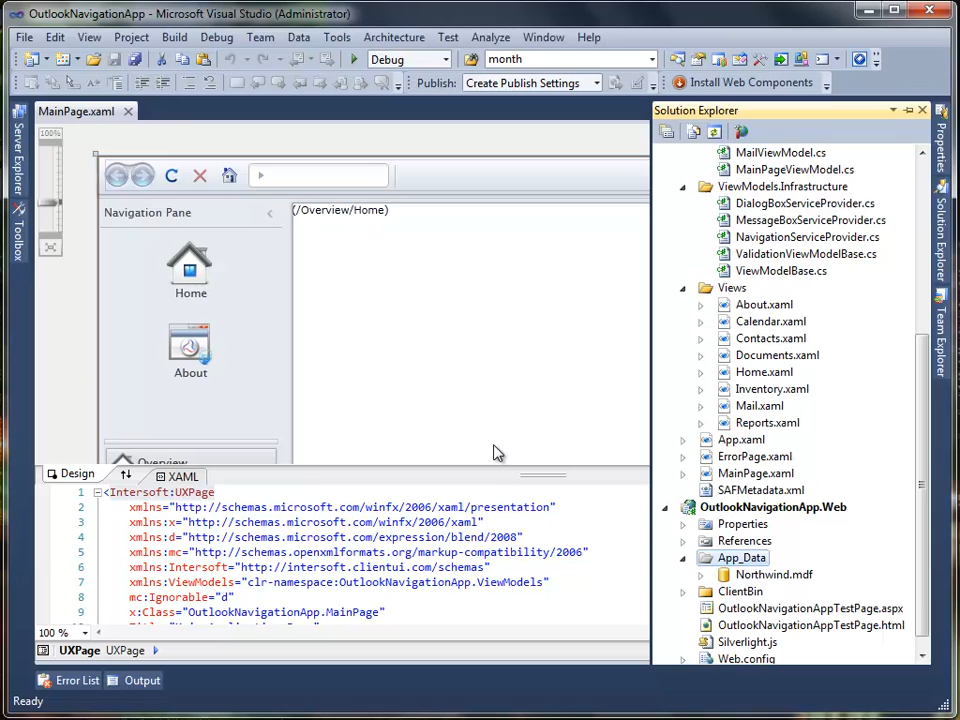 OutlookNavigationApp - Microsoft Visual Studio (Administrator)
File Edit View Project Build Debug Team Data Tools Architecture Test Analyze Window Help
Debug month
Publish: Create Publish Settings Install Web Components
MainPage.xaml
Solution Explorer
Server Explorer
Toolbox
100%
Navigation Pane
(/Overview/Home)
Home
About
Overview
MailViewModel.cs
MainPageViewModel.cs
ViewModels.Infrastructure
DialogBoxServiceProvider.cs
MessageBoxServiceProvider.cs
NavigationServiceProvider.cs
ValidationViewModelBase.cs
ViewModelBase.cs
Views
About.xaml
Calendar.xaml
Contacts.xaml
Documents.xaml
Home.xaml
Inventory.xaml
Mail.xaml
Reports.xaml
App.xaml
ErrorPage.xaml
MainPage.xaml
SAFMetadata.xml
OutlookNavigationApp.Web
Properties
References
App_Data
Northwind.mdf
ClientBin
OutlookNavigationAppTestPage.aspx
OutlookNavigationAppTestPage.html
Silverlight.js
Web.config
Properties
Solution Explorer
Team Explorer
Design XAML
1 <Intersoft:UXPage
2 xmlns="http://schemas.microsoft.com/winfx/2006/xaml/presentation"
3 xmlns:x="http://schemas.microsoft.com/winfx/2006/xaml"
4 xmlns:d="http://schemas.microsoft.com/expression/blend/2008"
5 xmlns:mc="http://schemas.openxmlformats.org/markup-compatibility/2006"
6 xmlns:Intersoft="http://intersoft.clientui.com/schemas"
7 xmlns:ViewModels="clr-namespace:OutlookNavigationApp.ViewModels"
8 mc:Ignorable="d"
9 x:Class="OutlookNavigationApp.MainPage"
100 %
UXPage UXPage
Error List Output
Ready